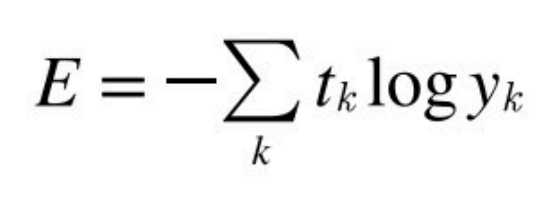 E = −∑ₖ tₖ log yₖ